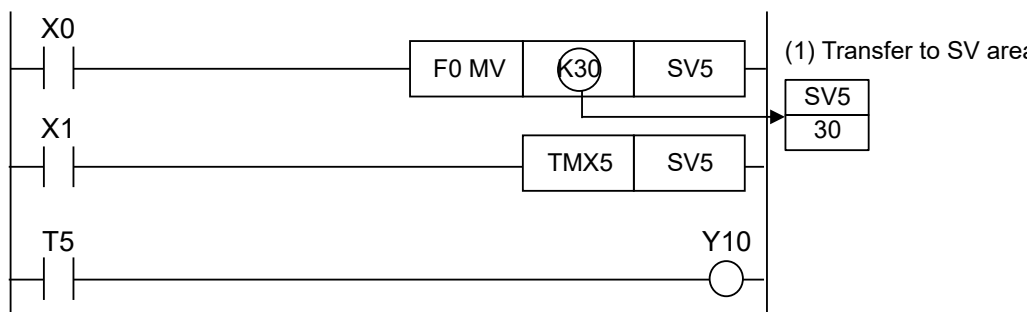 X0
F0 MV K30 SV5
(1) Transfer to SV area
SV5
30
X1
TMX5 SV5
T5
Y10